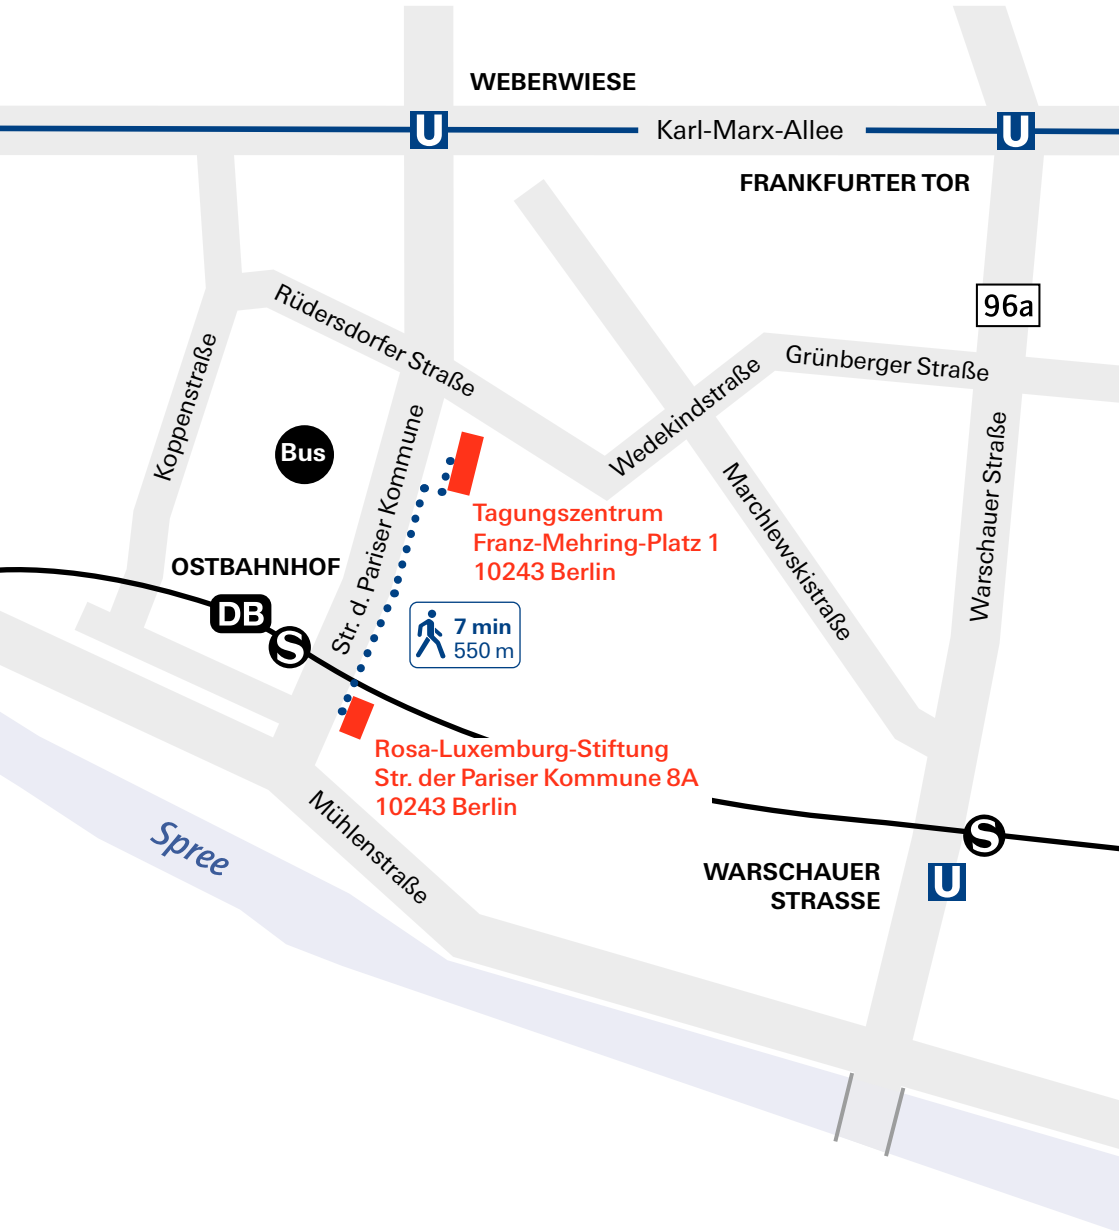 WEBERWIESE
U
Karl-Marx-Allee
U
FRANKFURTER TOR
Rüdersdorfer Straße
96a
Koppenstraße
Grünberger Straße
Wedekindstraße
Bus
Str. d. Pariser Kommune
Marchlewskistraße
Warschauer Straße
Tagungszentrum
Franz-Mehring-Platz 1
10243 Berlin
OSTBAHNHOF
DB
S
7 min
550 m
Rosa-Luxemburg-Stiftung
Str. der Pariser Kommune 8A
10243 Berlin
Mühlenstraße
Spree
S
WARSCHAUER
STRASSE
U